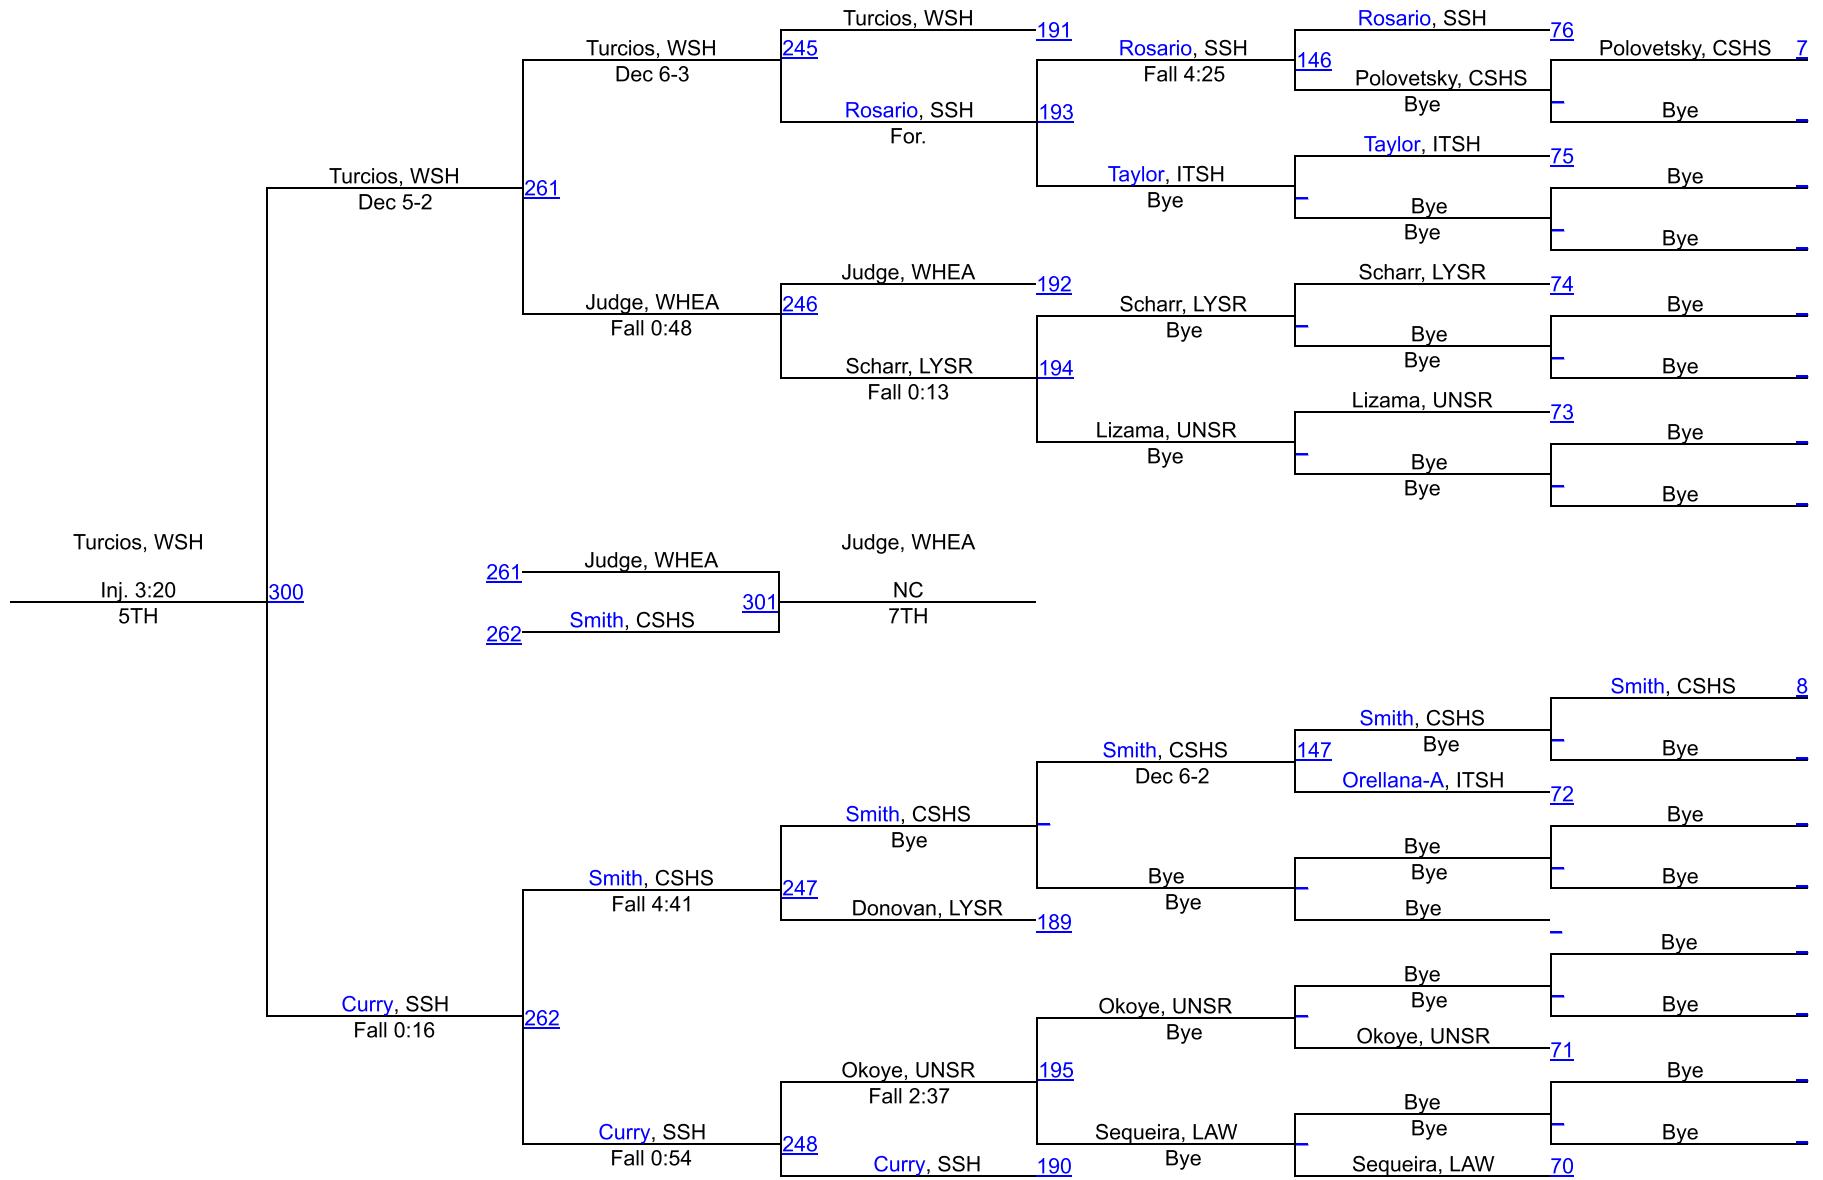 Turcios, WSH
191
Rosario, SSH
76
Turcios, WSH
245
Rosario, SSH
146
Polovetsky, CSHS
7
Dec 6-3
Fall 4:25
Polovetsky, CSHS
Bye
Rosario, SSH
193
Bye
For.
Taylor, ITSH
75
Turcios, WSH
261
Taylor, ITSH
Bye
Dec 5-2
Bye
Bye
Bye
Bye
Judge, WHEA
192
Scharr, LYSR
74
Judge, WHEA
246
Scharr, LYSR
Bye
Fall 0:48
Bye
Bye
Scharr, LYSR
194
Bye
Bye
Fall 0:13
Lizama, UNSR
73
Lizama, UNSR
Bye
Bye
Bye
Bye
Bye
Turcios, WSH
Judge, WHEA
261
Judge, WHEA
Inj. 3:20
300
301
NC
5TH
262
Smith, CSHS
7TH
Smith, CSHS
8
Smith, CSHS
Bye
Smith, CSHS
147
Bye
Dec 6-2
Orellana-A, ITSH
72
Smith, CSHS
Bye
Bye
Bye
Bye
Smith, CSHS
247
Bye
Bye
Fall 4:41
Bye
Donovan, LYSR
189
Bye
Bye
Bye
Bye
Curry, SSH
262
Okoye, UNSR
Bye
Fall 0:16
Bye
Okoye, UNSR
71
Okoye, UNSR
195
Bye
Fall 2:37
Bye
Bye
Curry, SSH
248
Sequeira, LAW
Bye
Fall 0:54
Bye
Curry, SSH
190
Sequeira, LAW
70